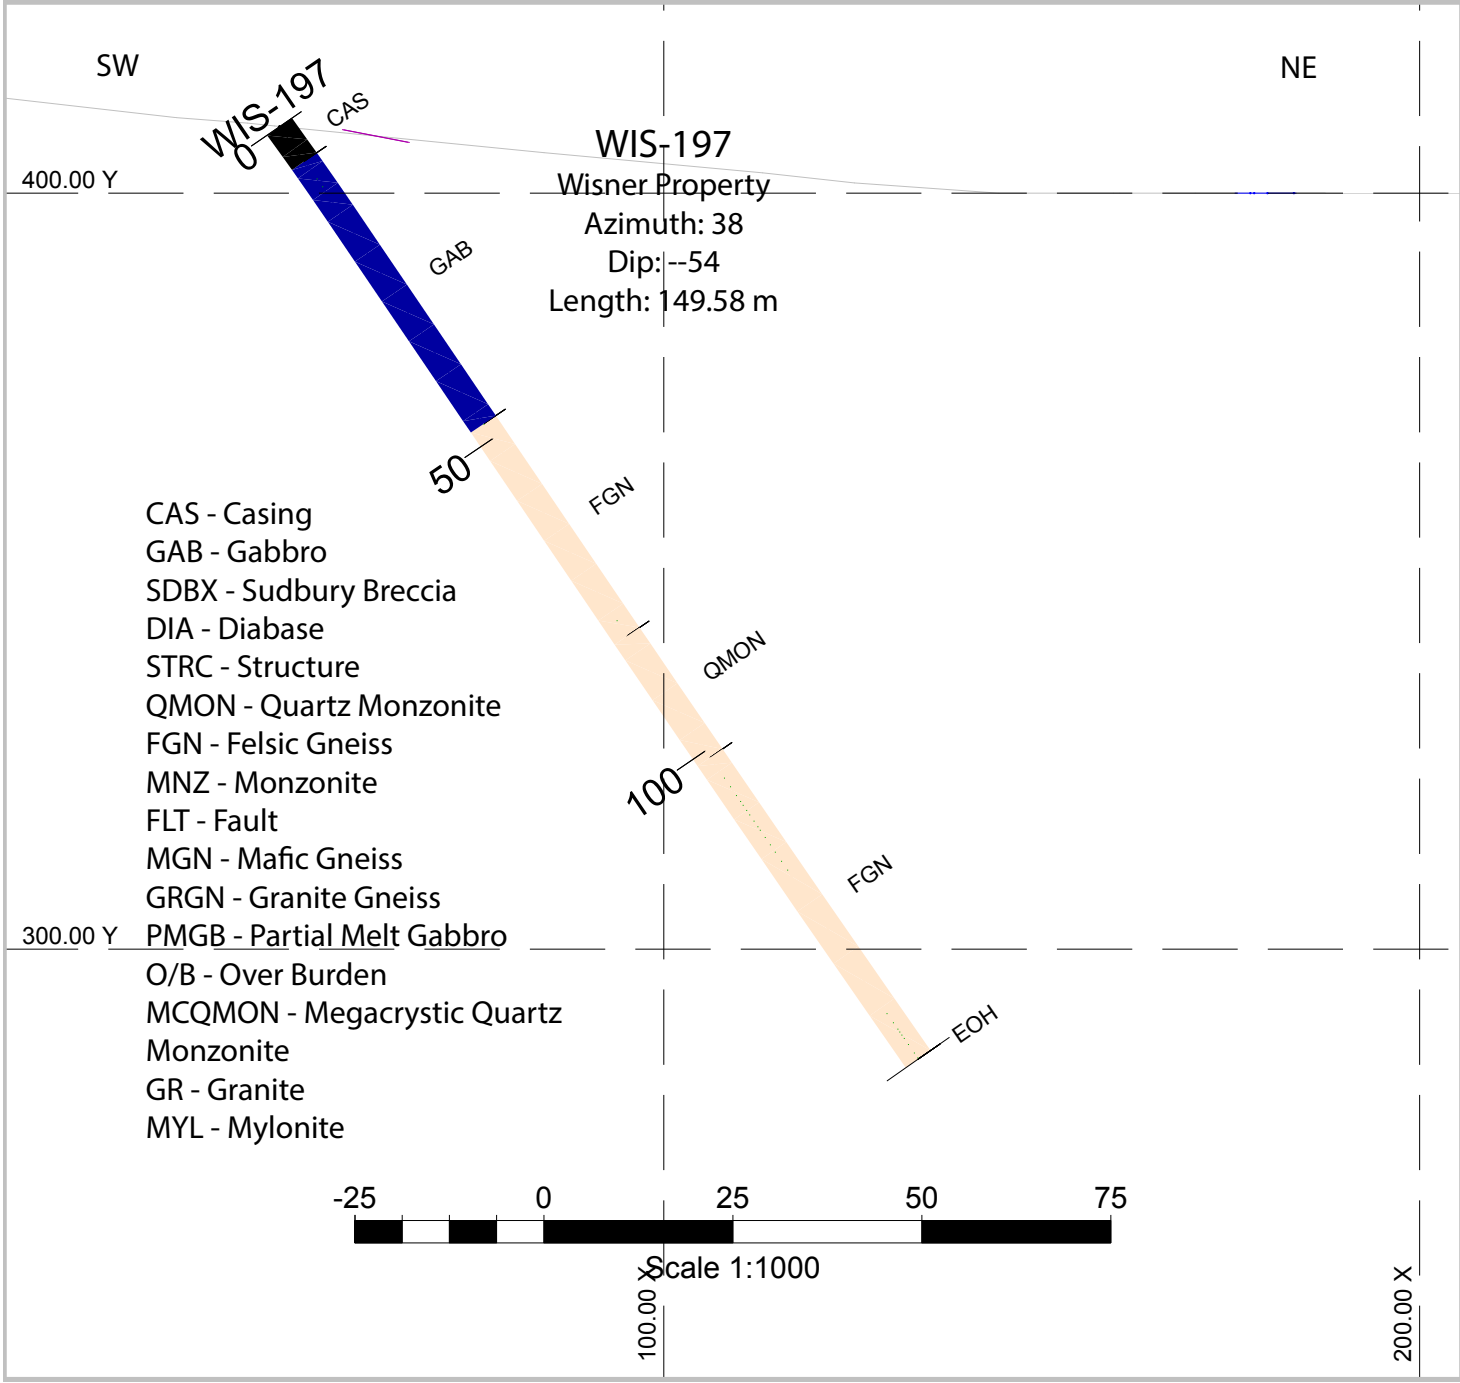 SW
NE
WIS-197
CAS
0
WIS-197
Wisner Property
Azimuth: 38
Dip: --54
Length: 149.58 m
400.00 Y
GAB
50
FGN
CAS - Casing
GAB - Gabbro
SDBX - Sudbury Breccia
DIA - Diabase
STRC - Structure
QMON - Quartz Monzonite
FGN - Felsic Gneiss
MNZ - Monzonite
FLT - Fault
MGN - Mafic Gneiss
GRGN - Granite Gneiss
PMGB - Partial Melt Gabbro
O/B - Over Burden
MCQMON - Megacrystic Quartz
Monzonite
GR - Granite
MYL - Mylonite
QMON
100
FGN
300.00 Y
EOH
-25 0 25 50 75
Scale 1:1000
100.00 X
200.00 X